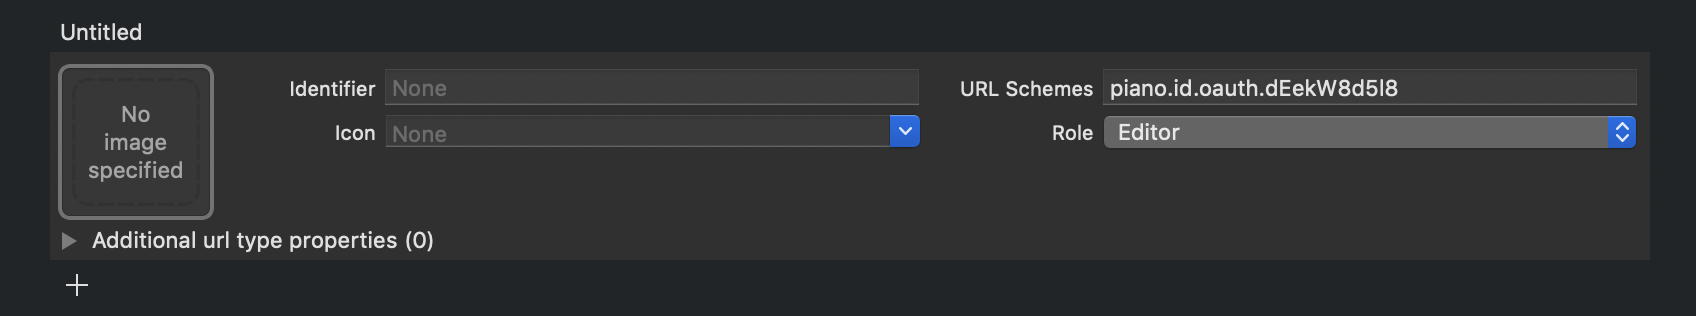 Untitled
No
image
specified
Identifier None
Icon None
URL Schemes piano.id.oauth.dEekW8d5l8
Role Editor
Additional url type properties (0)